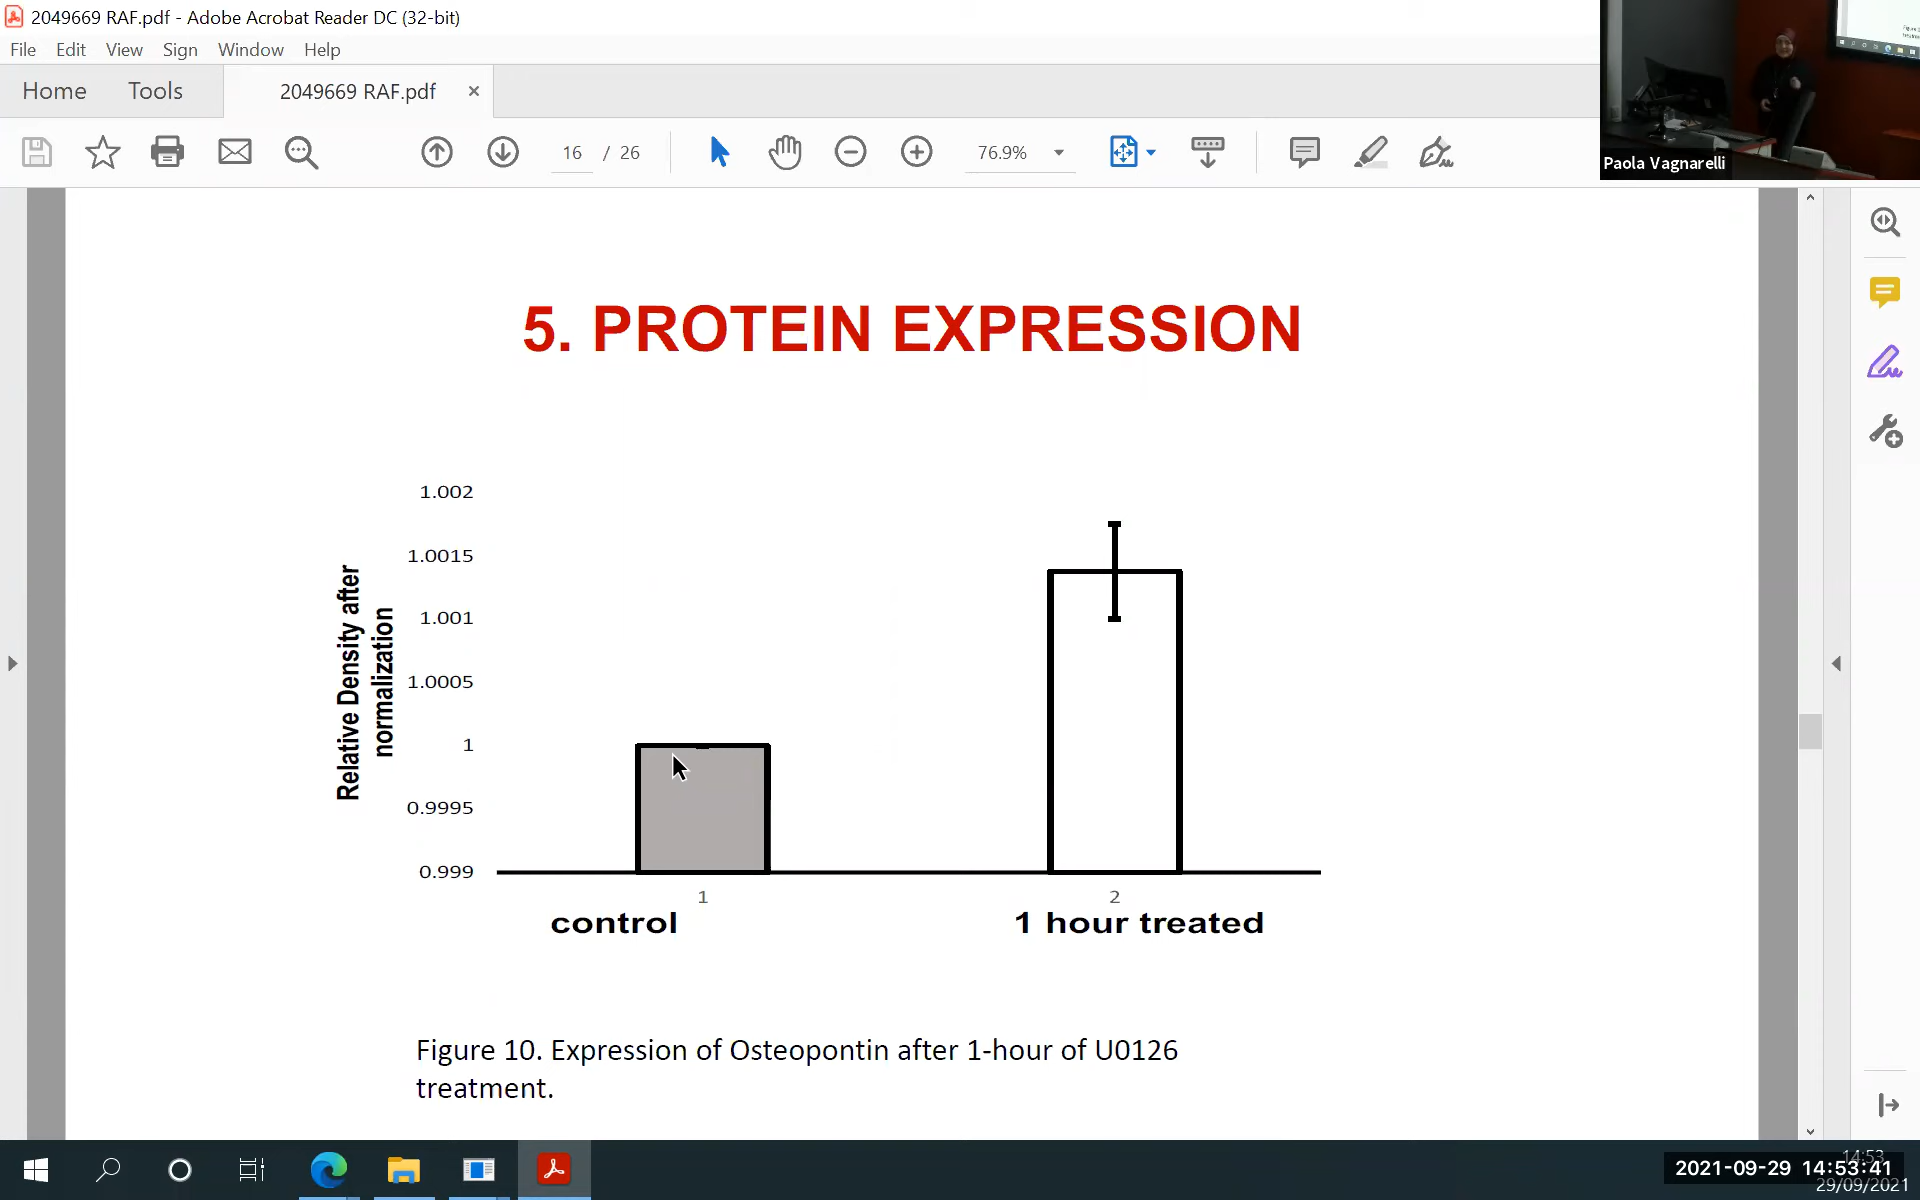 2049669 RAF.pdf - Adobe Acrobat Reader DC (32-bit)
File Edit View Sign Window Help
Home Tools 2049669 RAF.pdf ×
16 / 26 76.9%
Paola Vagnarelli
5. PROTEIN EXPRESSION
Relative Density after
normalization
1.002
1.0015
1.001
1.0005
1
0.9995
0.999
1 2
control 1 hour treated
Figure 10. Expression of Osteopontin after 1-hour of U0126
treatment.
14:53
2021-09-29 14:53:41
29/09/2021